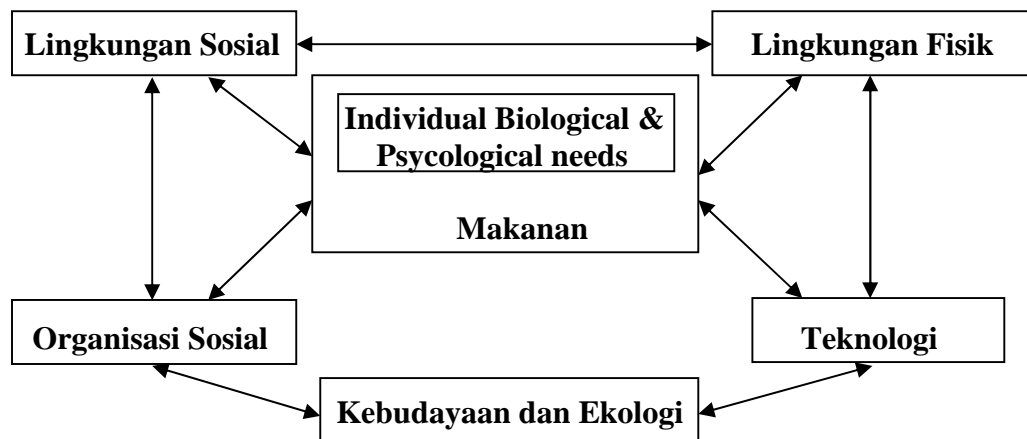 Lingkungan Sosial
Lingkungan Fisik
Individual Biological &
Psycological needs
Makanan
Organisasi Sosial
Teknologi
Kebudayaan dan Ekologi